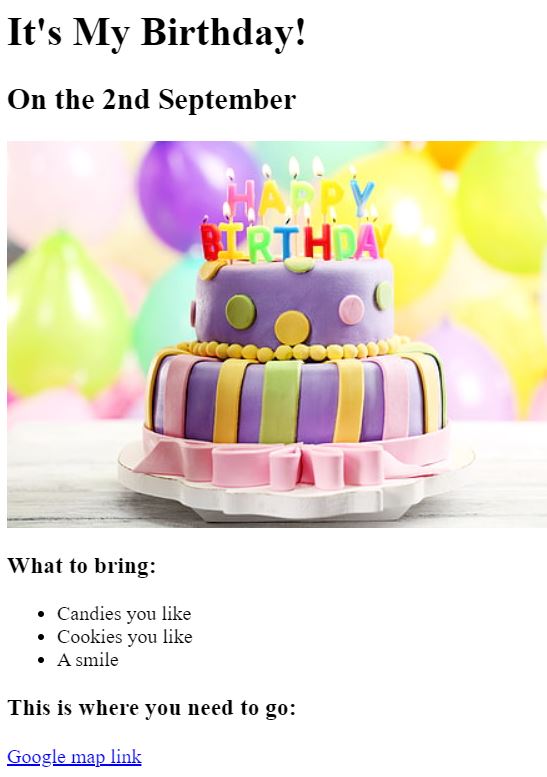 It's My Birthday!
On the 2nd September
HAPPY
BIRTHDAY
What to bring:
Candies you like
Cookies you like
A smile
This is where you need to go:
Google map link